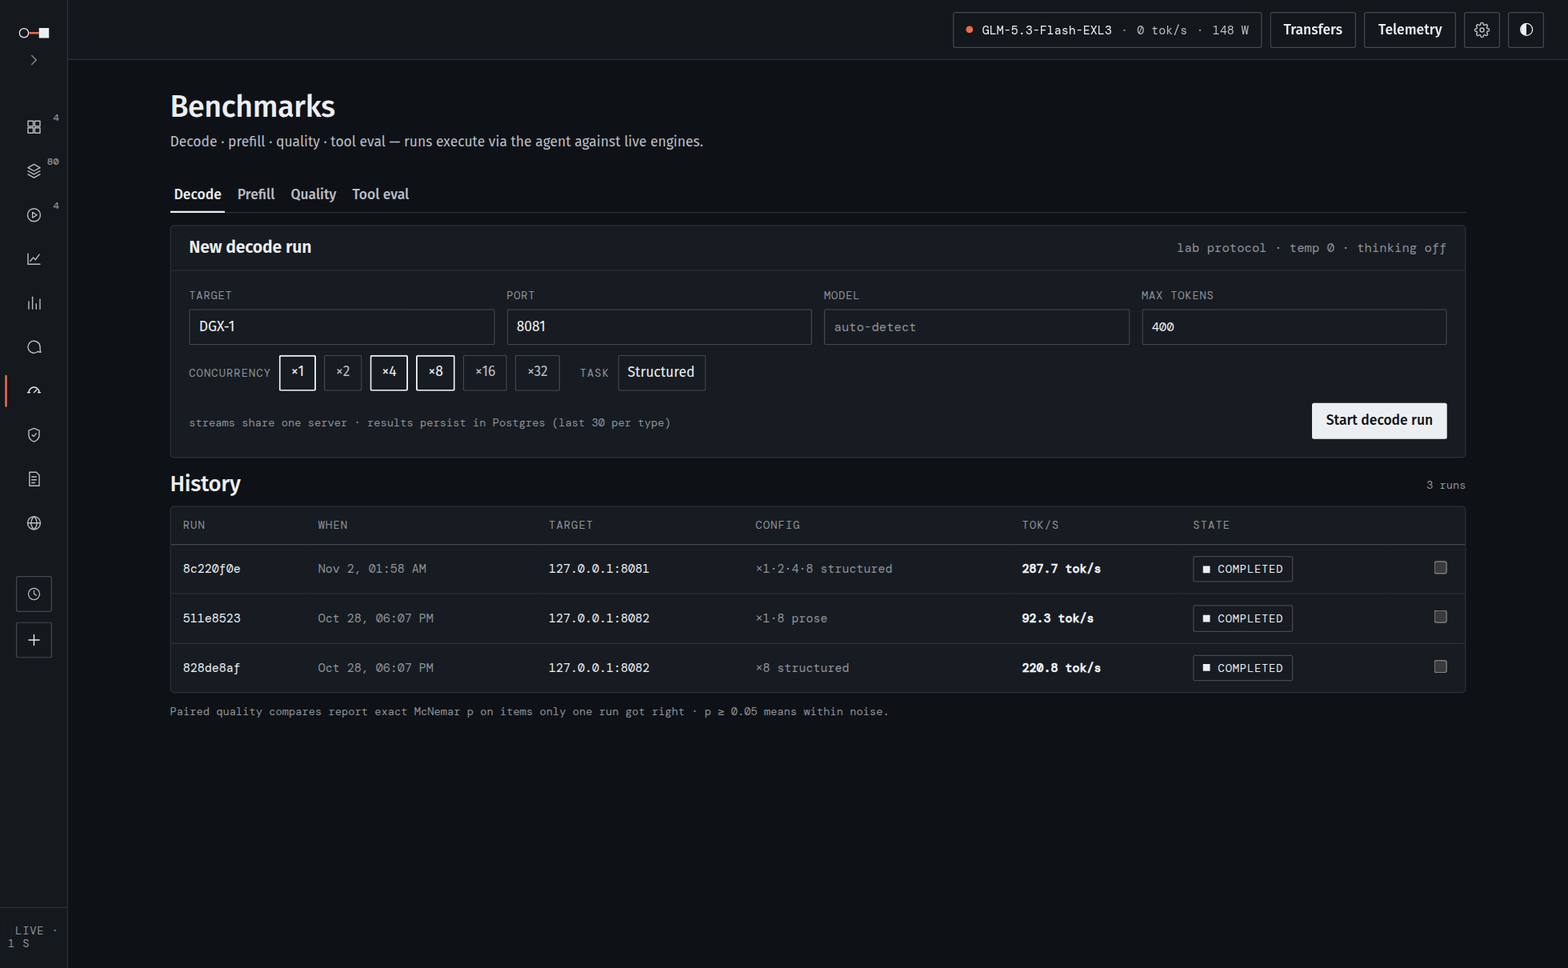 GLM-5.3-Flash-EXL3 · 0 tok/s · 148 W
Transfers
Telemetry
4
80
4
Benchmarks
Decode · prefill · quality · tool eval — runs execute via the agent against live engines.
Decode Prefill Quality Tool eval
New decode run
lab protocol · temp 0 · thinking off
TARGET PORT MODEL MAX TOKENS
DGX-1 8081 auto-detect 400
CONCURRENCY ×1 ×2 ×4 ×8 ×16 ×32 TASK Structured
streams share one server · results persist in Postgres (last 30 per type)
Start decode run
History
3 runs
RUN WHEN TARGET CONFIG TOK/S STATE
8c220f0e Nov 2, 01:58 AM 127.0.0.1:8081 ×1·2·4·8 structured 287.7 tok/s COMPLETED
511e8523 Oct 28, 06:07 PM 127.0.0.1:8082 ×1·8 prose 92.3 tok/s COMPLETED
828de8af Oct 28, 06:07 PM 127.0.0.1:8082 ×8 structured 220.8 tok/s COMPLETED
Paired quality compares report exact McNemar p on items only one run got right · p ≥ 0.05 means within noise.
LIVE ·
1 S